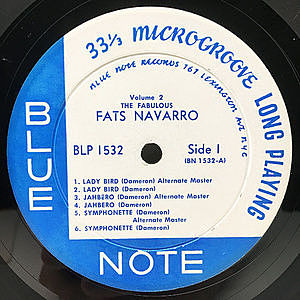 33⅓ MICROGROOVE LONG PLAYING
BLUE NOTE RECORDS 767 LEXINGTON AVE NYC
BLUE
NOTE
Volume 2
THE FABULOUS
FATS NAVARRO
BLP 1532
Side 1
(BN 1532-A)
1. LADY BIRD (Dameron) Alternate Master
2. LADY BIRD (Dameron)
3. JAHBERO (Dameron) Alternate Master
4. JAHBERO (Dameron)
5. SYMPHONETTE (Dameron)
Alternate Master
6. SYMPHONETTE (Dameron)